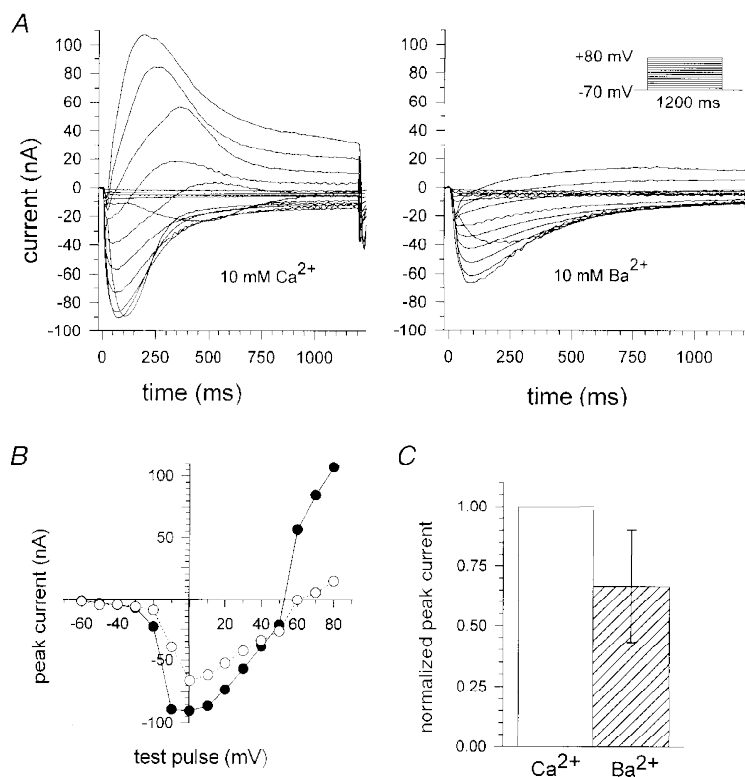 A
current (nA)
100
80
60
40
20
0
-20
-40
-60
-80
-100
10 mM Ca2+
0 250 500 750 1000
time (ms)
100
80
60
40
20
0
-20
-40
-60
-80
-100
+80 mV
-70 mV
1200 ms
10 mM Ba2+
0 250 500 750 1000
time (ms)
B
peak current (nA)
100
50
-60 -40 20 40 60 80
-50
-100
test pulse (mV)
C
normalized peak current
1.00
0.75
0.50
0.25
0.00
Ca2+ Ba2+